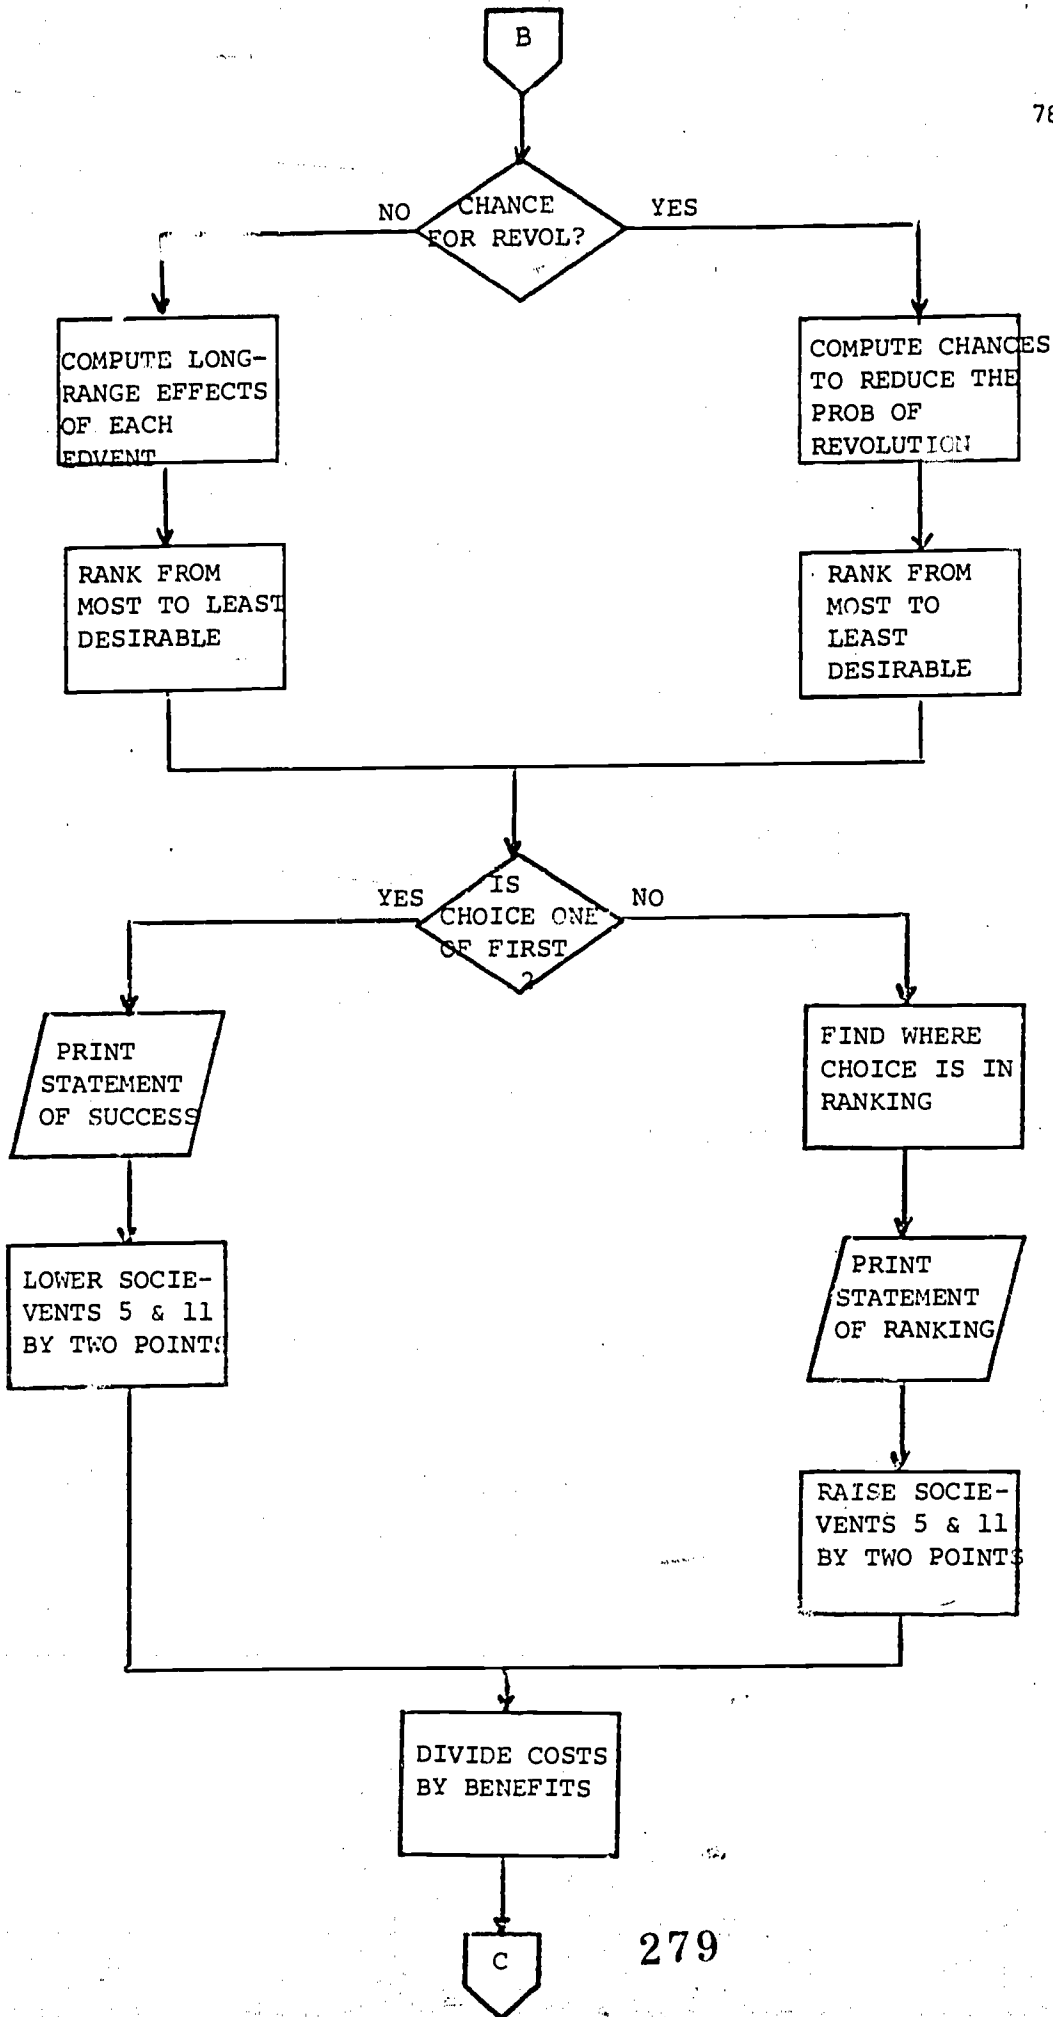 B
78
NO
CHANCE
FOR REVOL?
YES
COMPUTE LONG-
RANGE EFFECTS
OF EACH
EDVENT
COMPUTE CHANCES
TO REDUCE THE
PROB OF
REVOLUTION
RANK FROM
MOST TO LEAST
DESIRABLE
RANK FROM
MOST TO
LEAST
DESIRABLE
YES
IS
CHOICE ONE
OF FIRST
?
NO
PRINT
STATEMENT
OF SUCCESS
FIND WHERE
CHOICE IS IN
RANKING
LOWER SOCIE-
VENTS 5 & 11
BY TWO POINTS
PRINT
STATEMENT
OF RANKING
RAISE SOCIE-
VENTS 5 & 11
BY TWO POINTS
DIVIDE COSTS
BY BENEFITS
C
279